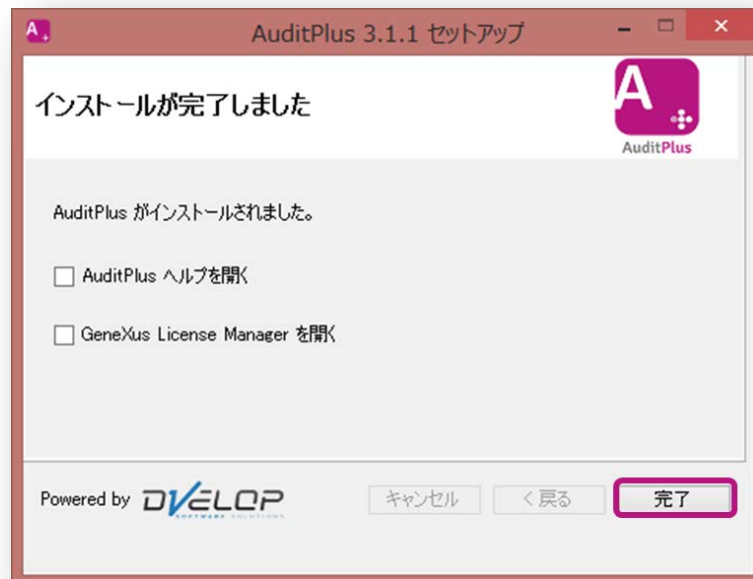 A
AuditPlus 3.1.1 セットアップ
インストールが完了しました
A
AuditPlus
AuditPlus がインストールされました。
AuditPlus ヘルプを開く
GeneXus License Manager を開く
Powered by DVELOP
SOFTWARE SOLUTIONS
キャンセル
< 戻る
完了